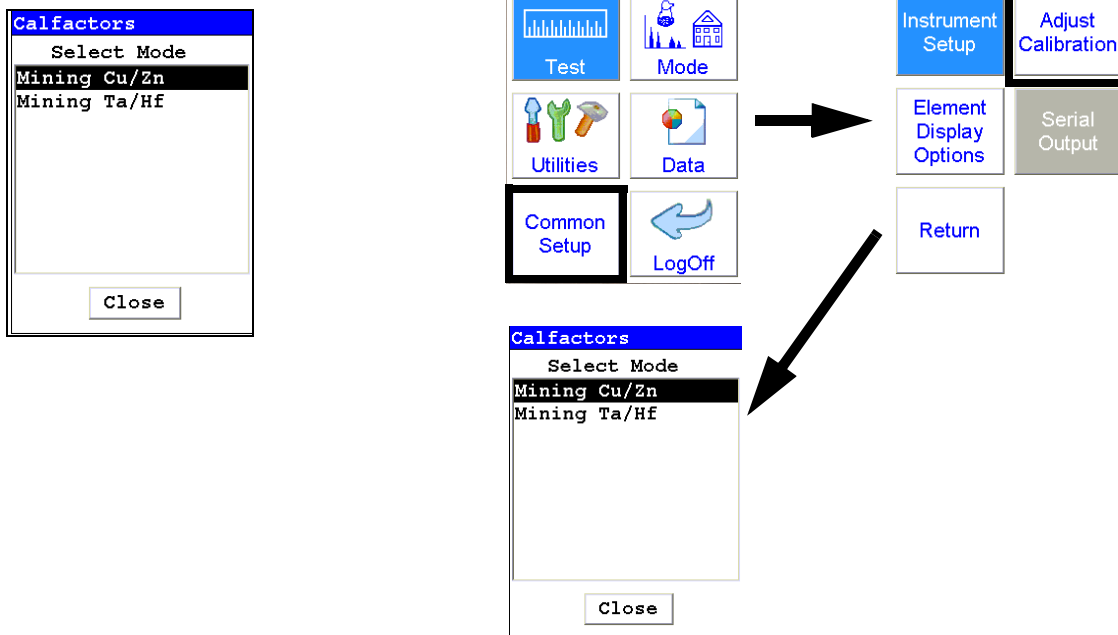 Calfactors
Select Mode
Mining Cu/Zn
Mining Ta/Hf
Close
Test
Mode
Utilities
Data
Common
Setup
LogOff
Instrument
Setup
Adjust
Calibration
Element
Display
Options
Serial
Output
Return
Calfactors
Select Mode
Mining Cu/Zn
Mining Ta/Hf
Close